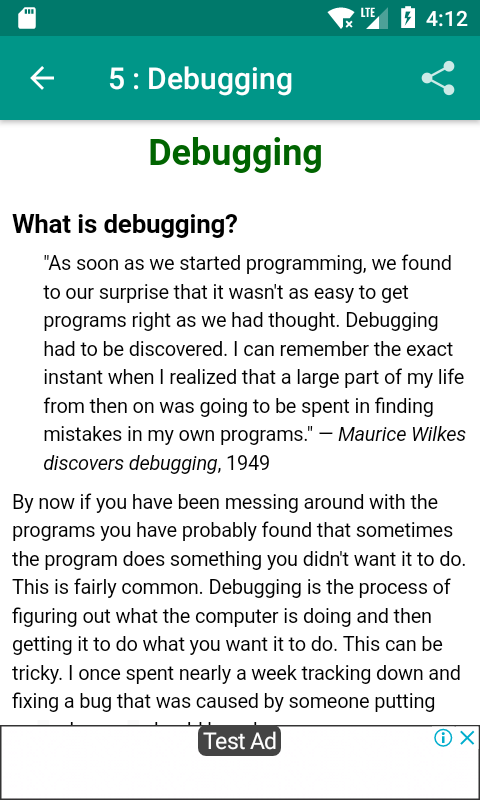 LTE 4:12
5 : Debugging
Debugging
What is debugging?
"As soon as we started programming, we found
to our surprise that it wasn't as easy to get
programs right as we had thought. Debugging
had to be discovered. I can remember the exact
instant when I realized that a large part of my life
from then on was going to be spent in finding
mistakes in my own programs." — Maurice Wilkes
discovers debugging, 1949
By now if you have been messing around with the
programs you have probably found that sometimes
the program does something you didn't want it to do.
This is fairly common. Debugging is the process of
figuring out what the computer is doing and then
getting it to do what you want it to do. This can be
tricky. I once spent nearly a week tracking down and
fixing a bug that was caused by someone putting
Test Ad